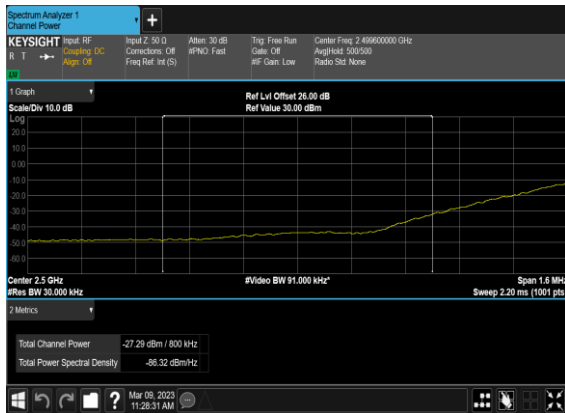 Spectrum Analyzer 1
Channel Power
+
KEYSIGHT Input: RF Input Z: 50 Ω Atten: 30 dB Trig: Free Run Center Freq: 2.499600000 GHz
R T Coupling: DC Corrections: Off #PNO: Fast Gate: Off Avg|Hold: 500/500
Align: Off Freq Ref: Int (S) #IF Gain: Low Radio Std: None
1 Graph
Ref Lvl Offset 26.00 dB
Scale/Div 10.0 dB Ref Value 30.00 dBm
Log
20.0
10.0
0.00
-10.0
-20.0
-30.0
-40.0
-50.0
-60.0
Center 2.5 GHz #Video BW 91.000 kHz* Span 1.6 MHz
#Res BW 30.000 kHz Sweep 2.20 ms (1001 pts
2 Metrics
Total Channel Power -27.29 dBm / 800 kHz
Total Power Spectral Density -86.32 dBm/Hz
? Mar 09, 2023
11:28:31 AM